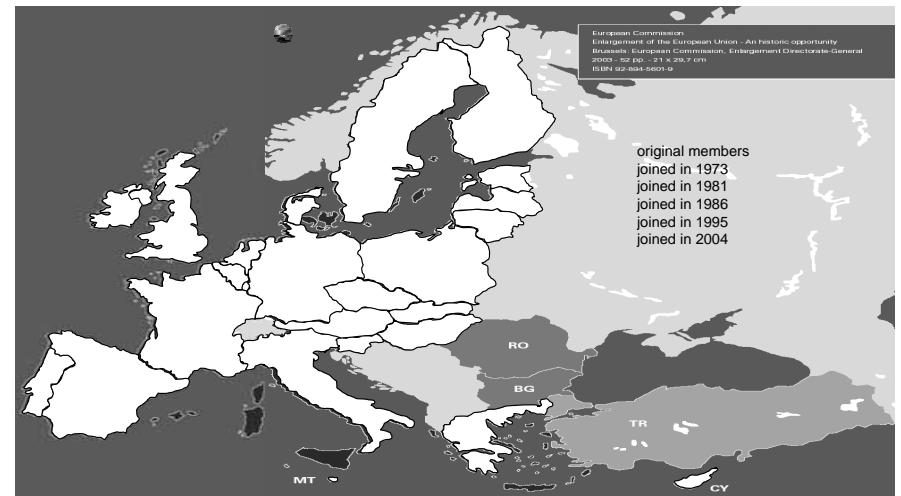 European Commission
Enlargement of the European Union - An historic opportunity
Brussels: European Commission, Enlargement Directorate-General
2003 - 52 pp. - 21 x 29,7 cm
ISBN 92-894-5601-9
original members
joined in 1973
joined in 1981
joined in 1986
joined in 1995
joined in 2004
RO
BG
TR
MT
CY